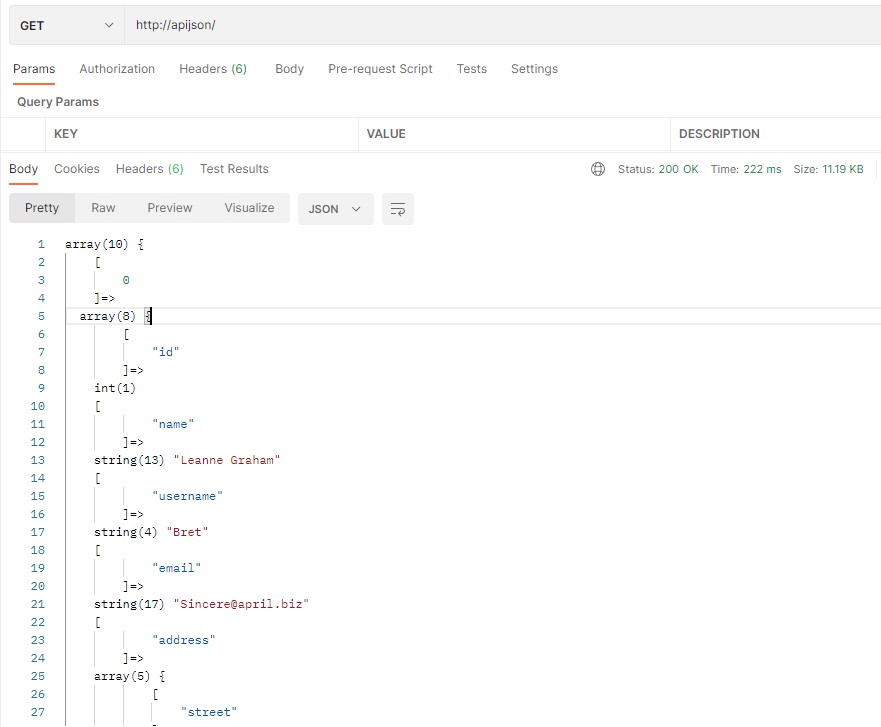 GET http://apijson/
Params Authorization Headers (6) Body Pre-request Script Tests Settings
Query Params
KEY VALUE DESCRIPTION
Body Cookies Headers (6) Test Results Status: 200 OK Time: 222 ms Size: 11.19 KB
Pretty Raw Preview Visualize JSON
1 array(10) {
2 [
3 0
4 ]=>
5 array(8) {
6 [
7 "id"
8 ]=>
9 int(1)
10 [
11 "name"
12 ]=>
13 string(13) "Leanne Graham"
14 [
15 "username"
16 ]=>
17 string(4) "Bret"
18 [
19 "email"
20 ]=>
21 string(17) "Sincere@april.biz"
22 [
23 "address"
24 ]=>
25 array(5) {
26 [
27 "street"